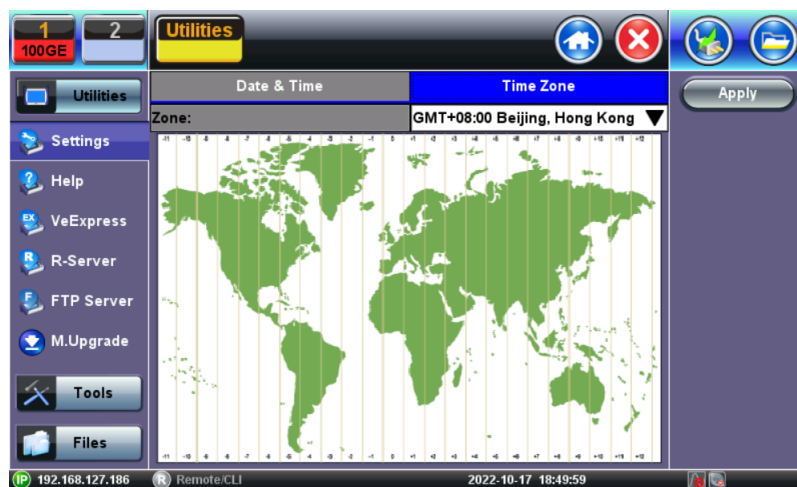 1
100GE
2
Utilities
Utilities
Settings
Help
EX
VeExpress
R
R-Server
F
FTP Server
M.Upgrade
Tools
Files
Date & Time
Time Zone
Zone:
GMT+08:00 Beijing, Hong Kong
Apply
IP 192.168.127.186
R Remote/CLI
2022-10-17 18:49:59